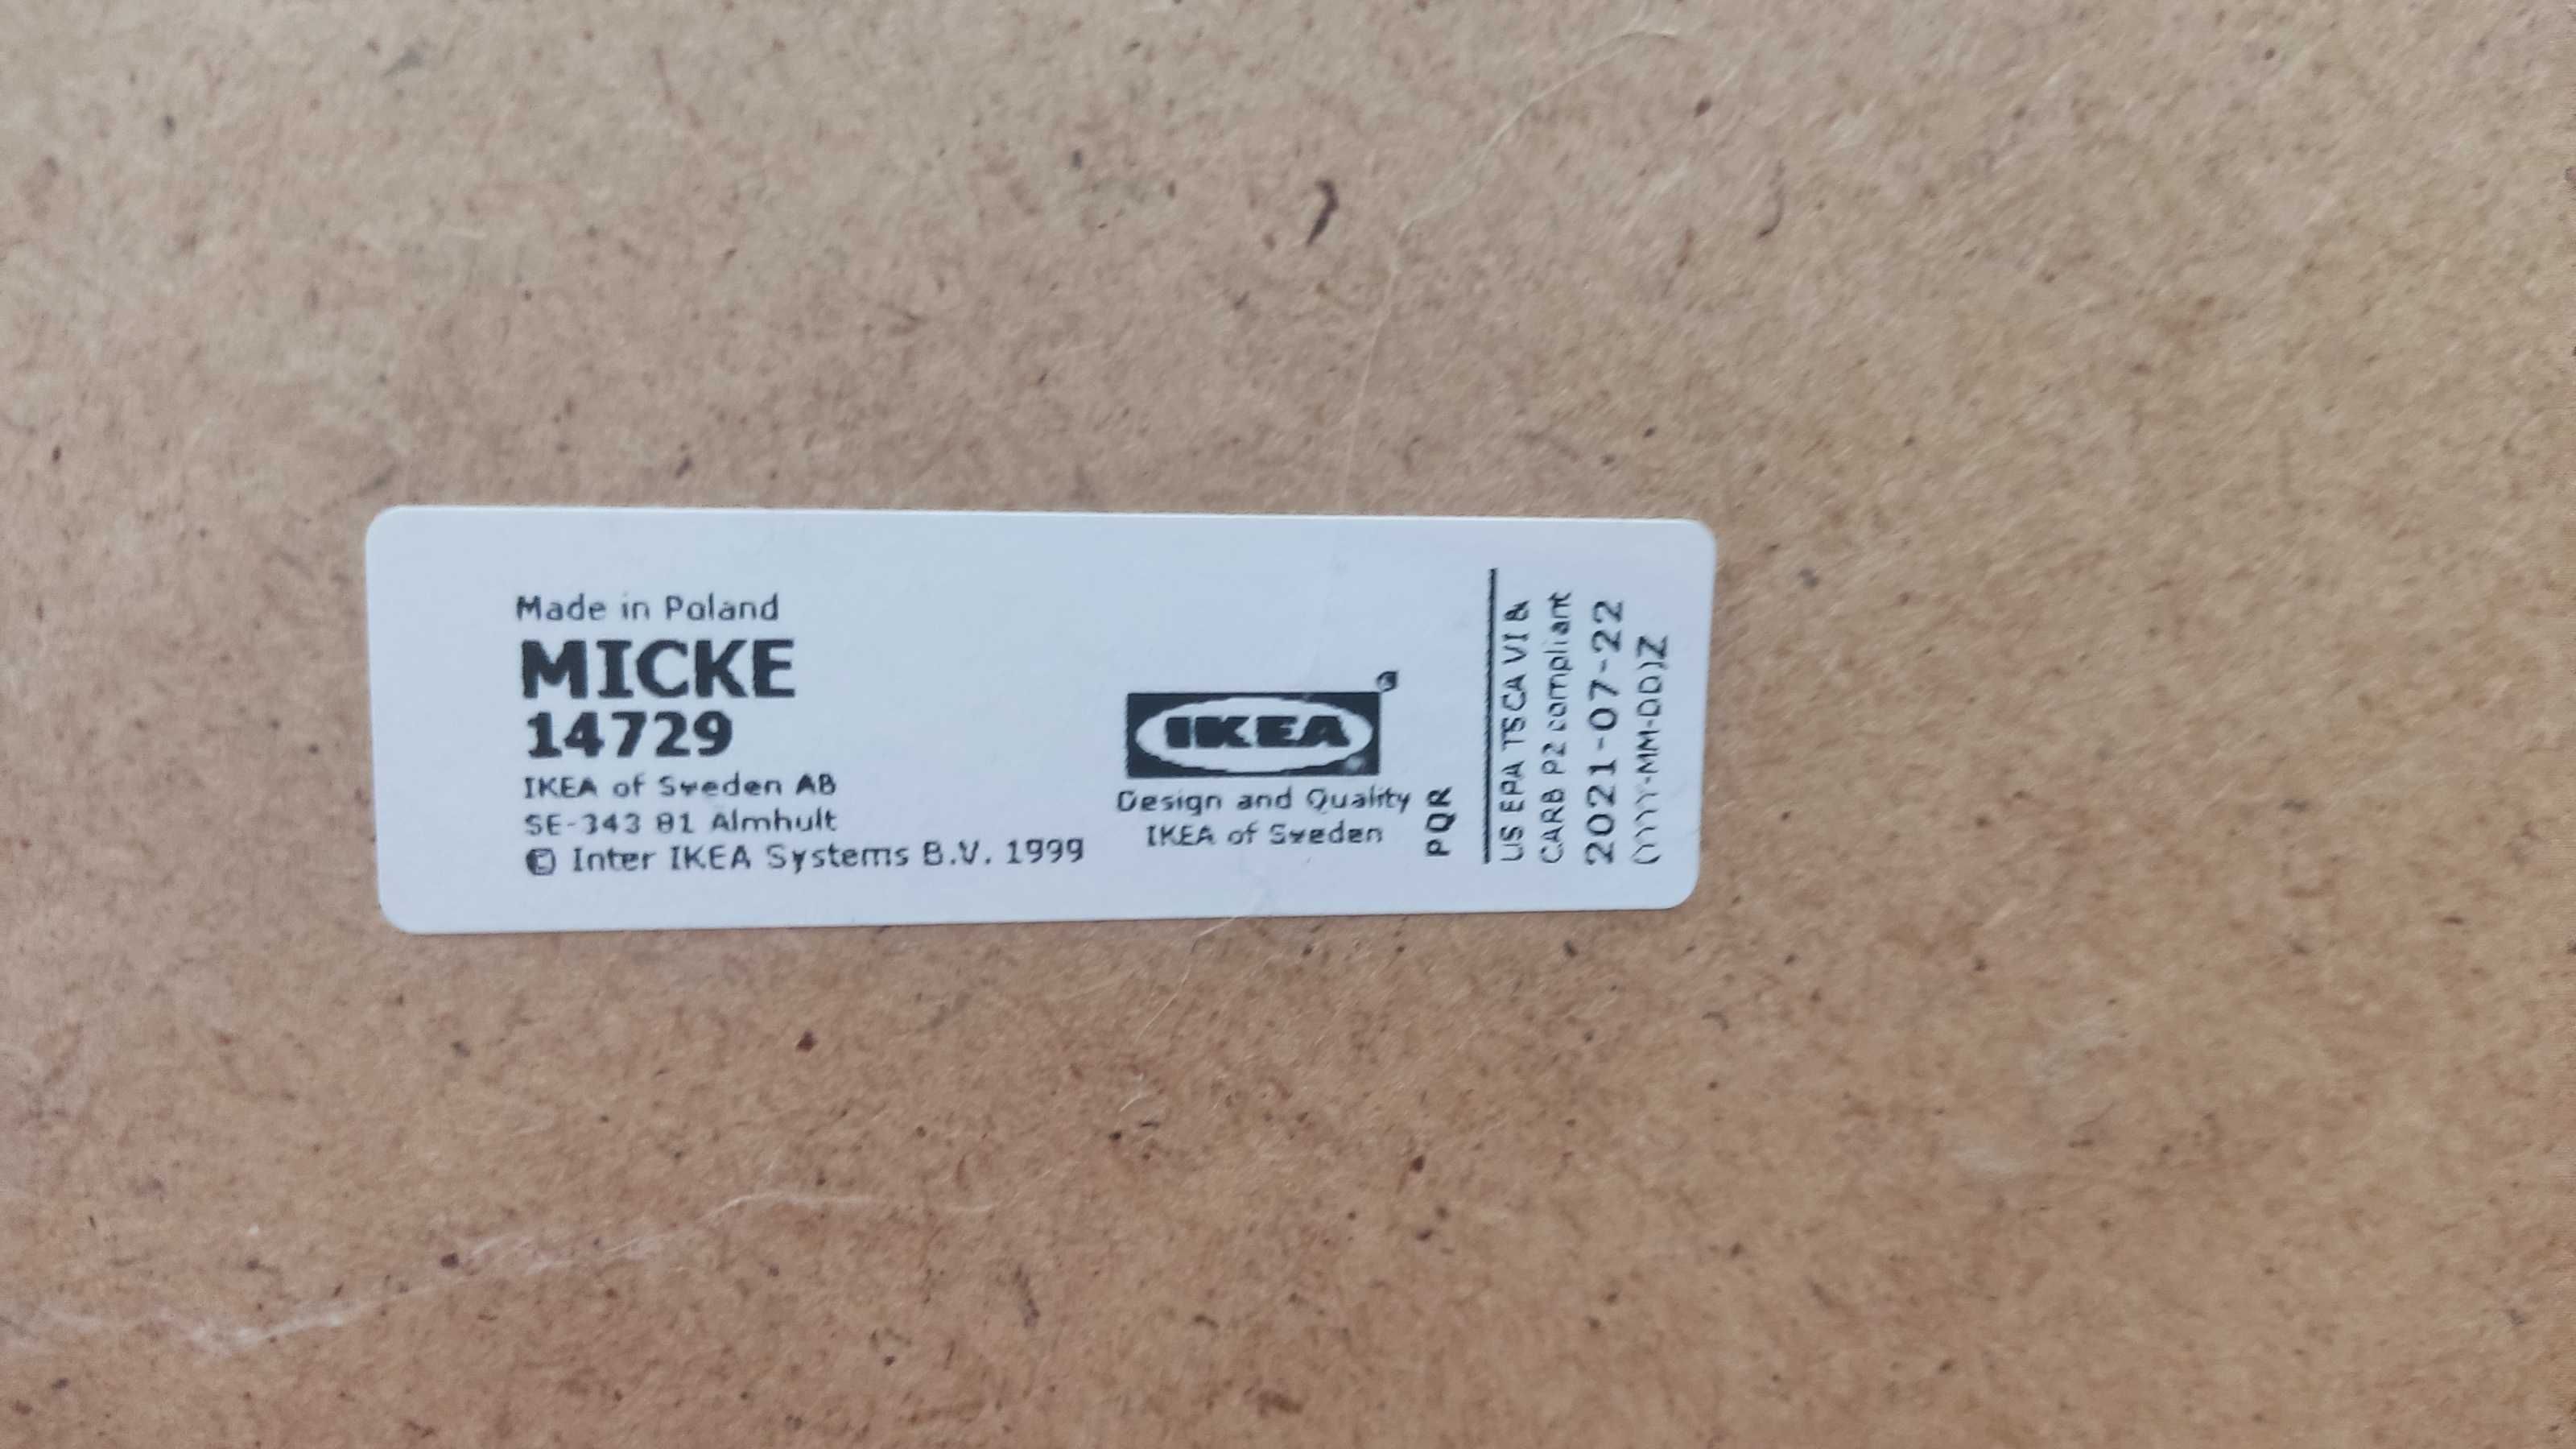 Made in Poland
MICKE
14729
IKEA of Sweden AB
SE-343 81 Almhult
© Inter IKEA Systems B.V. 1999
IKEA®
Design and Quality
IKEA of Sweden
PQR
US EPA TSCA VI &
CARB P2 compliant
2021-07-22
(YYYY-MM-DD)Z